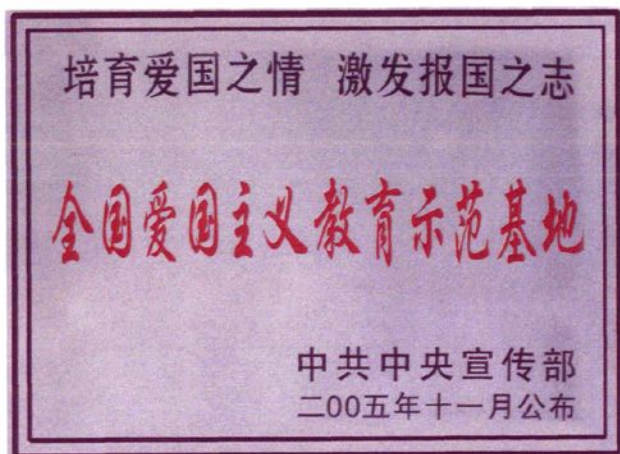 培育爱国之情 激发报国之志
全国爱国主义教育示范基地
中共中央宣传部
二00五年十一月公布